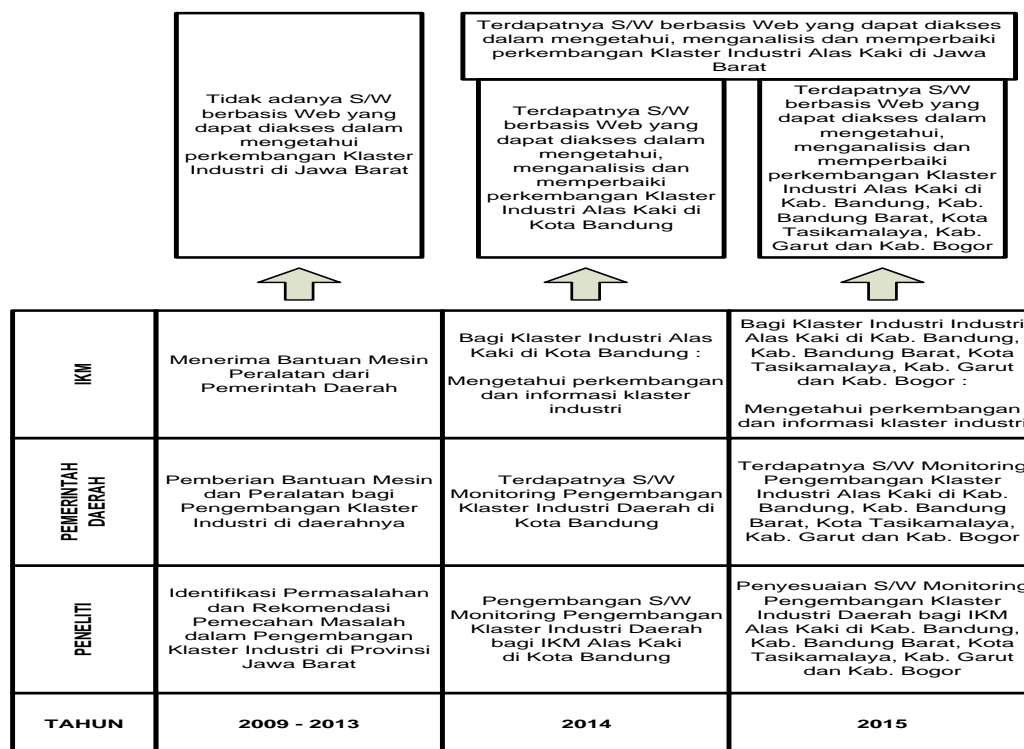 Terdapatnya S/W berbasis Web yang dapat diakses
dalam mengetahui, menganalisis dan memperbaiki
perkembangan Klaster Industri Alas Kaki di Jawa
Barat
Tidak adanya S/W
berbasis Web yang
dapat diakses dalam
mengetahui
perkembangan Klaster
Industri di Jawa Barat
Terdapatnya S/W
berbasis Web yang
dapat diakses dalam
mengetahui,
menganalisis dan
memperbaiki
perkembangan Klaster
Industri Alas Kaki di
Kota Bandung
Terdapatnya S/W
berbasis Web yang
dapat diakses dalam
mengetahui,
menganalisis dan
memperbaiki
perkembangan Klaster
Industri Alas Kaki di
Kab. Bandung, Kab.
Bandung Barat, Kota
Tasikamalaya, Kab.
Garut dan Kab. Bogor
IKM
Menerima Bantuan Mesin
Peralatan dari
Pemerintah Daerah
Bagi Klaster Industri Alas
Kaki di Kota Bandung :
Mengetahui perkembangan
dan informasi klaster
industri
Bagi Klaster Industri Industri
Alas Kaki di Kab. Bandung,
Kab. Bandung Barat, Kota
Tasikamalaya, Kab. Garut
dan Kab. Bogor :
Mengetahui perkembangan
dan informasi klaster industri
PEMERINTAH
DAERAH
Pemberian Bantuan Mesin
dan Peralatan bagi
Pengembangan Klaster
Industri di daerahnya
Terdapatnya S/W
Monitoring Pengembangan
Klaster Industri Daerah di
Kota Bandung
Terdapatnya S/W Monitoring
Pengembangan Klaster
Industri Alas Kaki di Kab.
Bandung, Kab. Bandung
Barat, Kota Tasikamalaya,
Kab. Garut dan Kab. Bogor
PENELITI
Identifikasi Permasalahan
dan Rekomendasi
Pemecahan Masalah
dalam Pengembangan
Klaster Industri di Provinsi
Jawa Barat
Pengembangan S/W
Monitoring Pengembangan
Klaster Industri Daerah
bagi IKM Alas Kaki
di Kota Bandung
Penyesuaian S/W Monitoring
Pengembangan Klaster
Industri Daerah bagi IKM
Alas Kaki di Kab. Bandung,
Kab. Bandung Barat, Kota
Tasikamalaya, Kab. Garut
dan Kab. Bogor
TAHUN
2009 - 2013
2014
2015